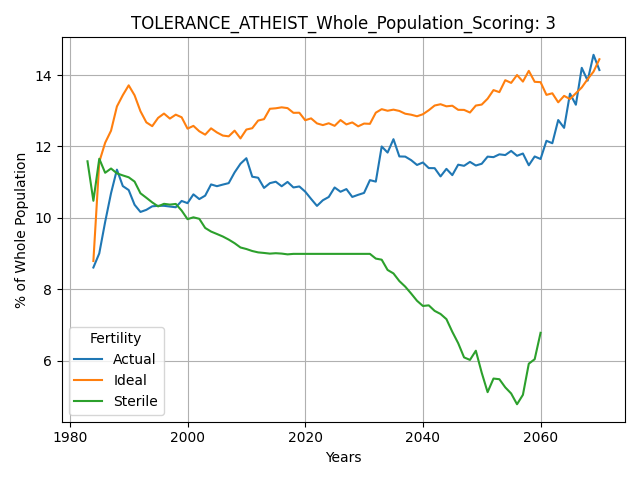 TOLERANCE_ATHEIST_Whole_Population_Scoring: 3
% of Whole Population
14
12
10
8
6
Fertility
Actual
Ideal
Sterile
1980 2000 2020 2040 2060
Years